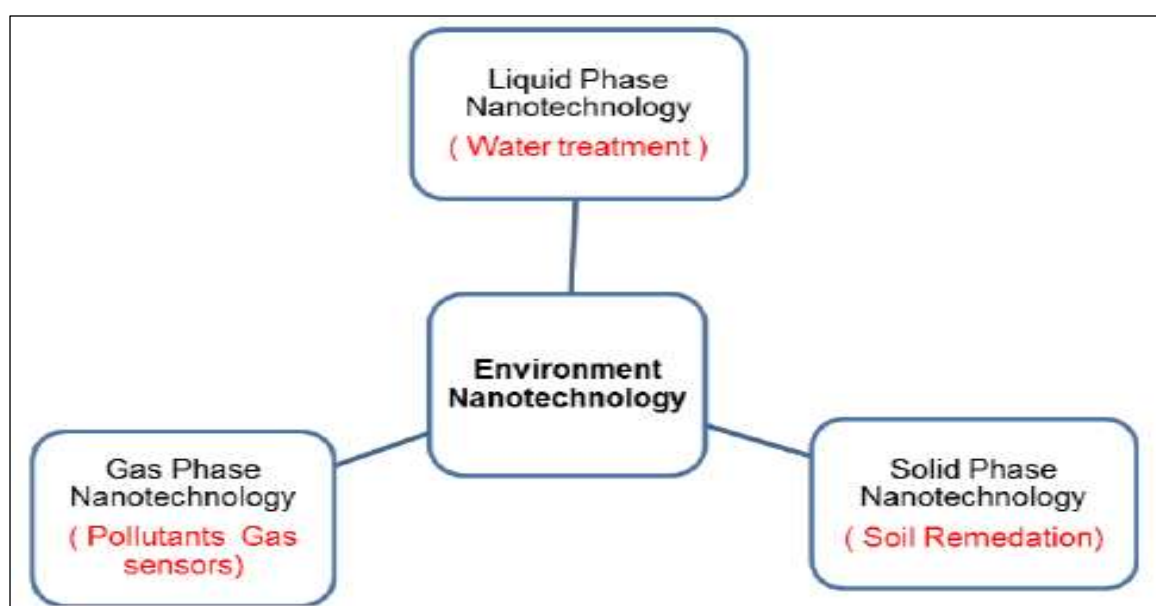 Liquid Phase
Nanotechnology
( Water treatment )
Environment
Nanotechnology
Gas Phase
Nanotechnology
( Pollutants Gas
sensors)
Solid Phase
Nanotechnology
( Soil Remedation)